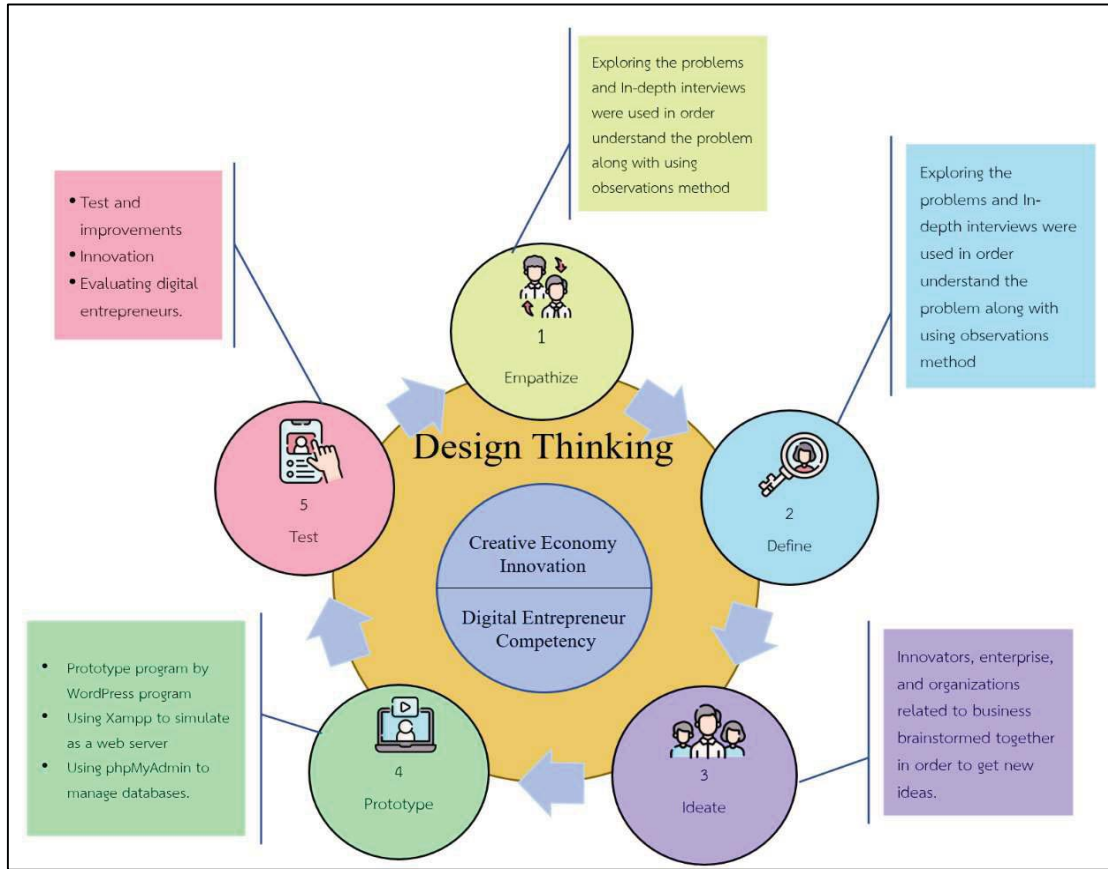 Exploring the problems
and In-depth interviews
were used in order
understand the problem
along with using
observations method
1
Empathize
Exploring the
problems and In-
depth interviews were
used in order
understand the
problem along with
using observations
method
2
Define
Innovators, enterprise,
and organizations
related to business
brainstormed together
in order to get new
ideas.
3
Ideate
• Prototype program by
WordPress program
• Using Xampp to simulate
as a web server
• Using phpMyAdmin to
manage databases.
4
Prototype
• Test and
improvements
• Innovation
• Evaluating digital
entrepreneurs.
5
Test
Design Thinking
Creative Economy
Innovation
Digital Entrepreneur
Competency